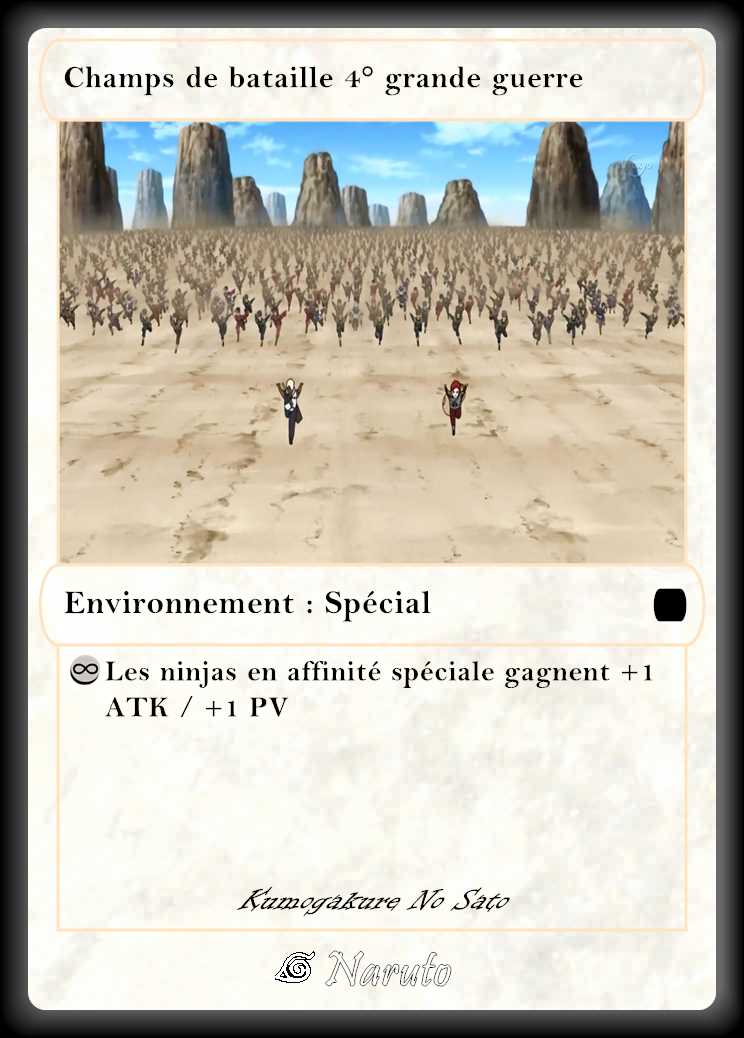 Champs de bataille 4° grande guerre
Environnement : Spécial
∞ Les ninjas en affinité spéciale gagnent +1
ATK / +1 PV
Kumogakure No Sato
Naruto